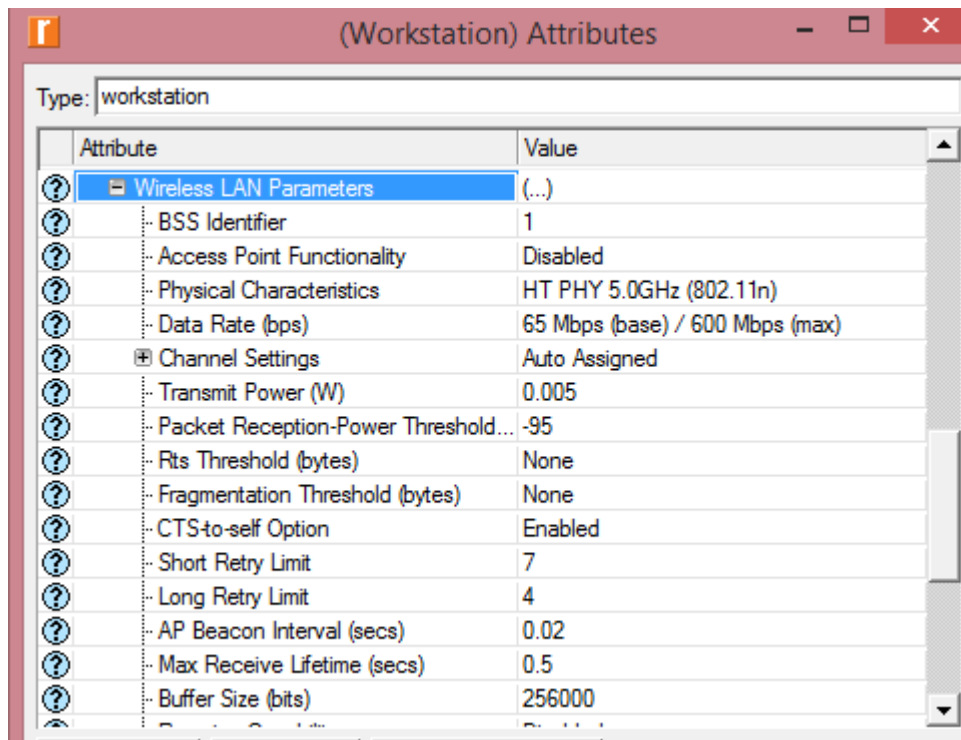 (Workstation) Attributes
Type: workstation
Attribute Value
Wireless LAN Parameters (...)
BSS Identifier 1
Access Point Functionality Disabled
Physical Characteristics HT PHY 5.0GHz (802.11n)
Data Rate (bps) 65 Mbps (base) / 600 Mbps (max)
Channel Settings Auto Assigned
Transmit Power (W) 0.005
Packet Reception-Power Threshold... -95
Rts Threshold (bytes) None
Fragmentation Threshold (bytes) None
CTS-to-self Option Enabled
Short Retry Limit 7
Long Retry Limit 4
AP Beacon Interval (secs) 0.02
Max Receive Lifetime (secs) 0.5
Buffer Size (bits) 256000